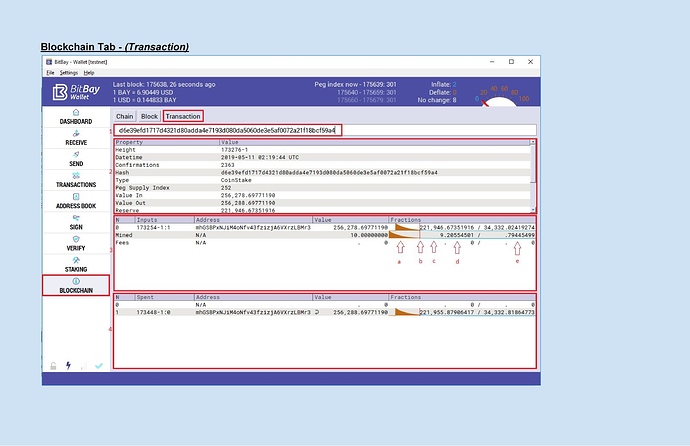 Blockchain Tab - (Transaction)
BitBay - Wallet [testnet]
File Settings Help
BitBay Wallet
Last block: 175638, 26 seconds ago
1 BAY = 6.90449 USD
1 USD = 0.144833 BAY
Peg index now - 175639: 301
175640 - 175659: 301
175660 - 175679: 301
Inflate: 2
Deflate: 0
No change: 8
0 20 40 60 80 100
DASHBOARD
RECEIVE
SEND
TRANSACTIONS
ADDRESS BOOK
SIGN
VERIFY
STAKING
BLOCKCHAIN
Chain Block Transaction
1 d6e39efd1717d4321d80adda4e7193d080da5060de3e5af0072a21f18bcf59a4
2
Property Value
Height 173276-1
Datetime 2019-05-11 02:19:44 UTC
Confirmations 2363
Hash d6e39efd1717d4321d80adda4e7193d080da5060de3e5af0072a21f18bcf59a4
Type CoinStake
Peg Supply Index 252
Value In 256,278.69771190
Value Out 256,288.69771190
Reserve 221,946.67351916
3
N Inputs Address Value Fractions
0 173254-1:1 mhGSBPxNJiM4oNfv43fzizjA6VXrzLBMr3 256,278.69771190 221,946.67351916 / 34,332.02419274
Mined N/A 10.00000000 9.20554501 / .79445499
Fees N/A . 0 . 0 / . 0
a b c d e
4
N Spent Address Value Fractions
0 N/A . 0 . 0 / . 0
1 173448-1:0 mhGSBPxNJiM4oNfv43fzizjA6VXrzLBMr3 256,288.69771190 221,955.87906417 / 34,332.81864773